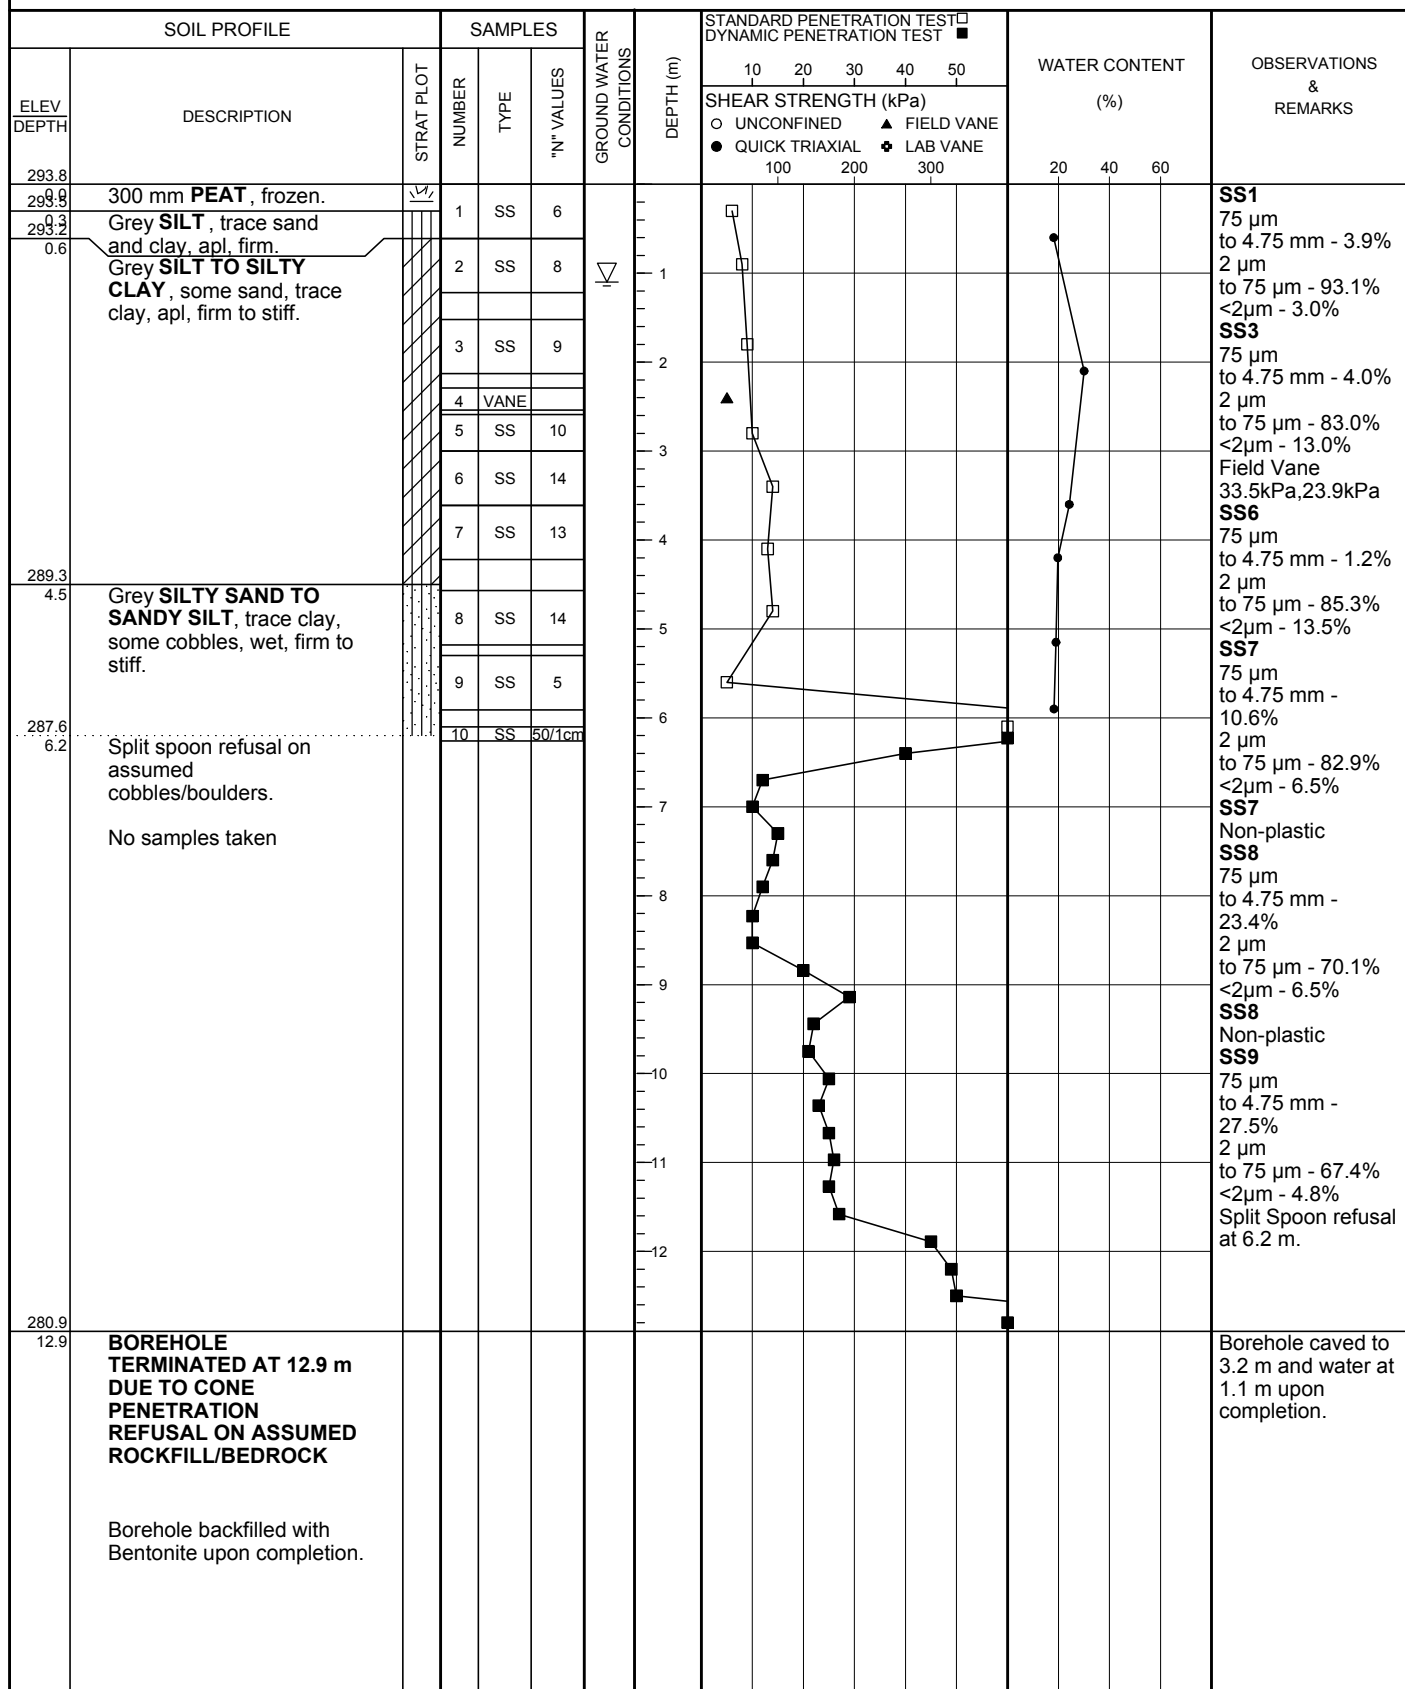 SOIL PROFILE
SAMPLES
GROUND WATER
CONDITIONS
DEPTH (m)
STANDARD PENETRATION TEST
DYNAMIC PENETRATION TEST
10 20 30 40 50
SHEAR STRENGTH (kPa)
UNCONFINED FIELD VANE
QUICK TRIAXIAL LAB VANE
100 200 300
WATER CONTENT
(%)
20 40 60
OBSERVATIONS
&
REMARKS
ELEV
DEPTH
DESCRIPTION
STRAT PLOT
NUMBER
TYPE
"N" VALUES
293.8
0.0
300 mm PEAT, frozen.
293.5
0.3
Grey SILT, trace sand
and clay, apl, firm.
293.2
0.6
Grey SILT TO SILTY
CLAY, some sand, trace
clay, apl, firm to stiff.
289.3
4.5
Grey SILTY SAND TO
SANDY SILT, trace clay,
some cobbles, wet, firm to
stiff.
287.6
6.2
Split spoon refusal on
assumed
cobbles/boulders.
No samples taken
280.9
12.9
BOREHOLE
TERMINATED AT 12.9 m
DUE TO CONE
PENETRATION
REFUSAL ON ASSUMED
ROCKFILL/BEDROCK
Borehole backfilled with
Bentonite upon completion.
1 SS 6
2 SS 8
3 SS 9
4 VANE
5 SS 10
6 SS 14
7 SS 13
8 SS 14
9 SS 5
10 SS 50/1cm
1
2
3
4
5
6
7
8
9
10
11
12
SS1
75 µm
to 4.75 mm - 3.9%
2 µm
to 75 µm - 93.1%
<2µm - 3.0%
SS3
75 µm
to 4.75 mm - 4.0%
2 µm
to 75 µm - 83.0%
<2µm - 13.0%
Field Vane
33.5kPa,23.9kPa
SS6
75 µm
to 4.75 mm - 1.2%
2 µm
to 75 µm - 85.3%
<2µm - 13.5%
SS7
75 µm
to 4.75 mm -
10.6%
2 µm
to 75 µm - 82.9%
<2µm - 6.5%
SS7
Non-plastic
SS8
75 µm
to 4.75 mm -
23.4%
2 µm
to 75 µm - 70.1%
<2µm - 6.5%
SS8
Non-plastic
SS9
75 µm
to 4.75 mm -
27.5%
2 µm
to 75 µm - 67.4%
<2µm - 4.8%
Split Spoon refusal
at 6.2 m.
Borehole caved to
3.2 m and water at
1.1 m upon
completion.